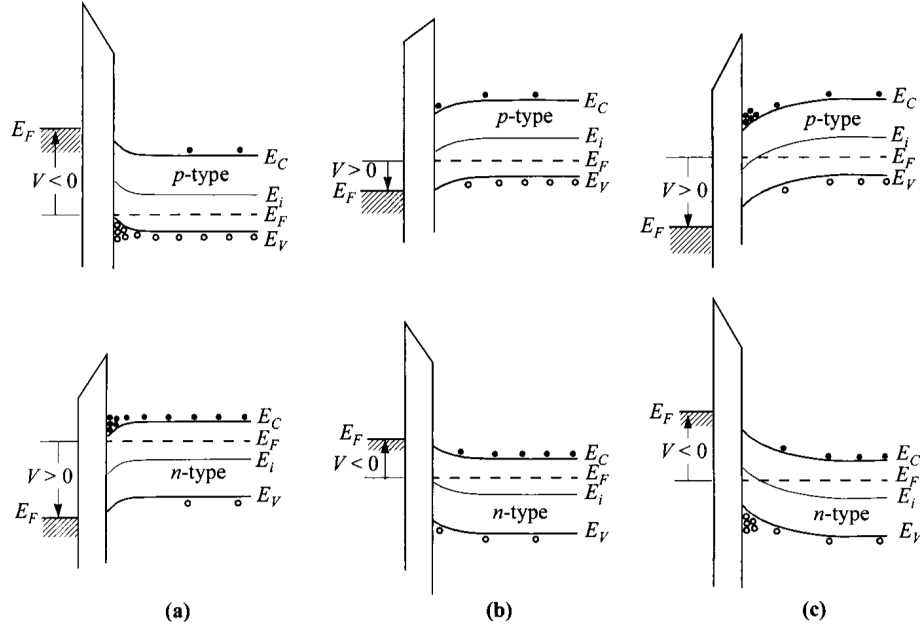 E_F
V < 0
p-type
E_C
E_i
E_F
E_V
V > 0
E_F
p-type
E_C
E_i
E_F
E_V
V > 0
E_F
p-type
E_C
E_i
E_F
E_V
V > 0
E_F
n-type
E_C
E_F
E_i
E_V
E_F
V < 0
n-type
E_C
E_F
E_i
E_V
E_F
V < 0
n-type
E_C
E_F
E_i
E_V
(a)
(b)
(c)